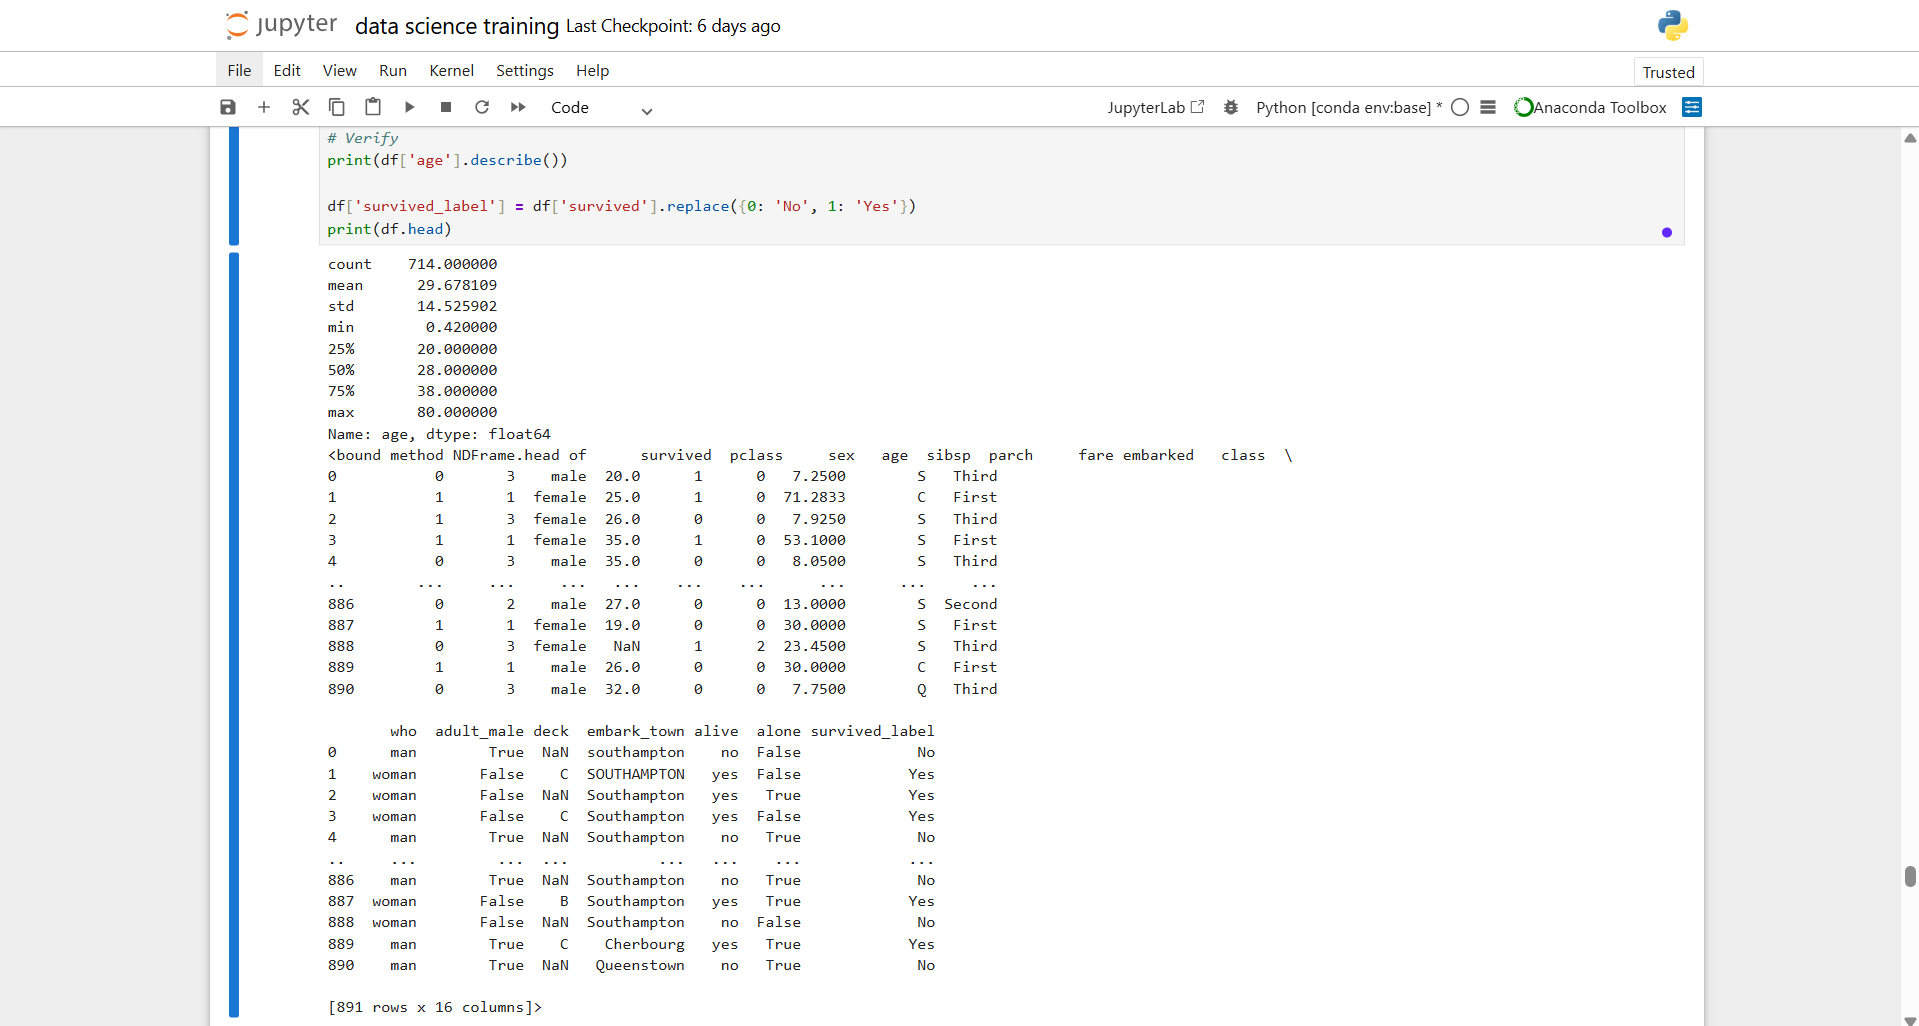 jupyter data science training Last Checkpoint: 6 days ago
File Edit View Run Kernel Settings Help Trusted
Code JupyterLab Python [conda env:base] * Anaconda Toolbox
# Verify
print(df['age'].describe())
df['survived_label'] = df['survived'].replace({0: 'No', 1: 'Yes'})
print(df.head)
count    714.000000
mean      29.678109
std       14.525902
min        0.420000
25%       20.000000
50%       28.000000
75%       38.000000
max       80.000000
Name: age, dtype: float64
<bound method NDFrame.head of      survived  pclass     sex   age  sibsp  parch     fare embarked   class  \
0           0       3    male  20.0      1      0   7.2500        S   Third
1           1       1  female  25.0      1      0  71.2833        C   First
2           1       3  female  26.0      0      0   7.9250        S   Third
3           1       1  female  35.0      1      0  53.1000        S   First
4           0       3    male  35.0      0      0   8.0500        S   Third
..        ...     ...     ...   ...    ...    ...      ...      ...     ...
886         0       2    male  27.0      0      0  13.0000        S  Second
887         1       1  female  19.0      0      0  30.0000        S   First
888         0       3  female   NaN      1      2  23.4500        S   Third
889         1       1    male  26.0      0      0  30.0000        C   First
890         0       3    male  32.0      0      0   7.7500        Q   Third
       who  adult_male deck  embark_town alive  alone survived_label
0      man        True  NaN  southampton    no  False             No
1    woman       False    C  SOUTHAMPTON   yes  False            Yes
2    woman       False  NaN  Southampton   yes   True            Yes
3    woman       False    C  Southampton   yes  False            Yes
4      man        True  NaN  Southampton    no   True             No
..     ...         ...  ...          ...   ...    ...            ...
886    man        True  NaN  Southampton    no   True             No
887  woman       False    B  Southampton   yes   True            Yes
888  woman       False  NaN  Southampton    no  False             No
889    man        True    C    Cherbourg   yes   True            Yes
890    man        True  NaN   Queenstown    no   True             No
[891 rows x 16 columns]>